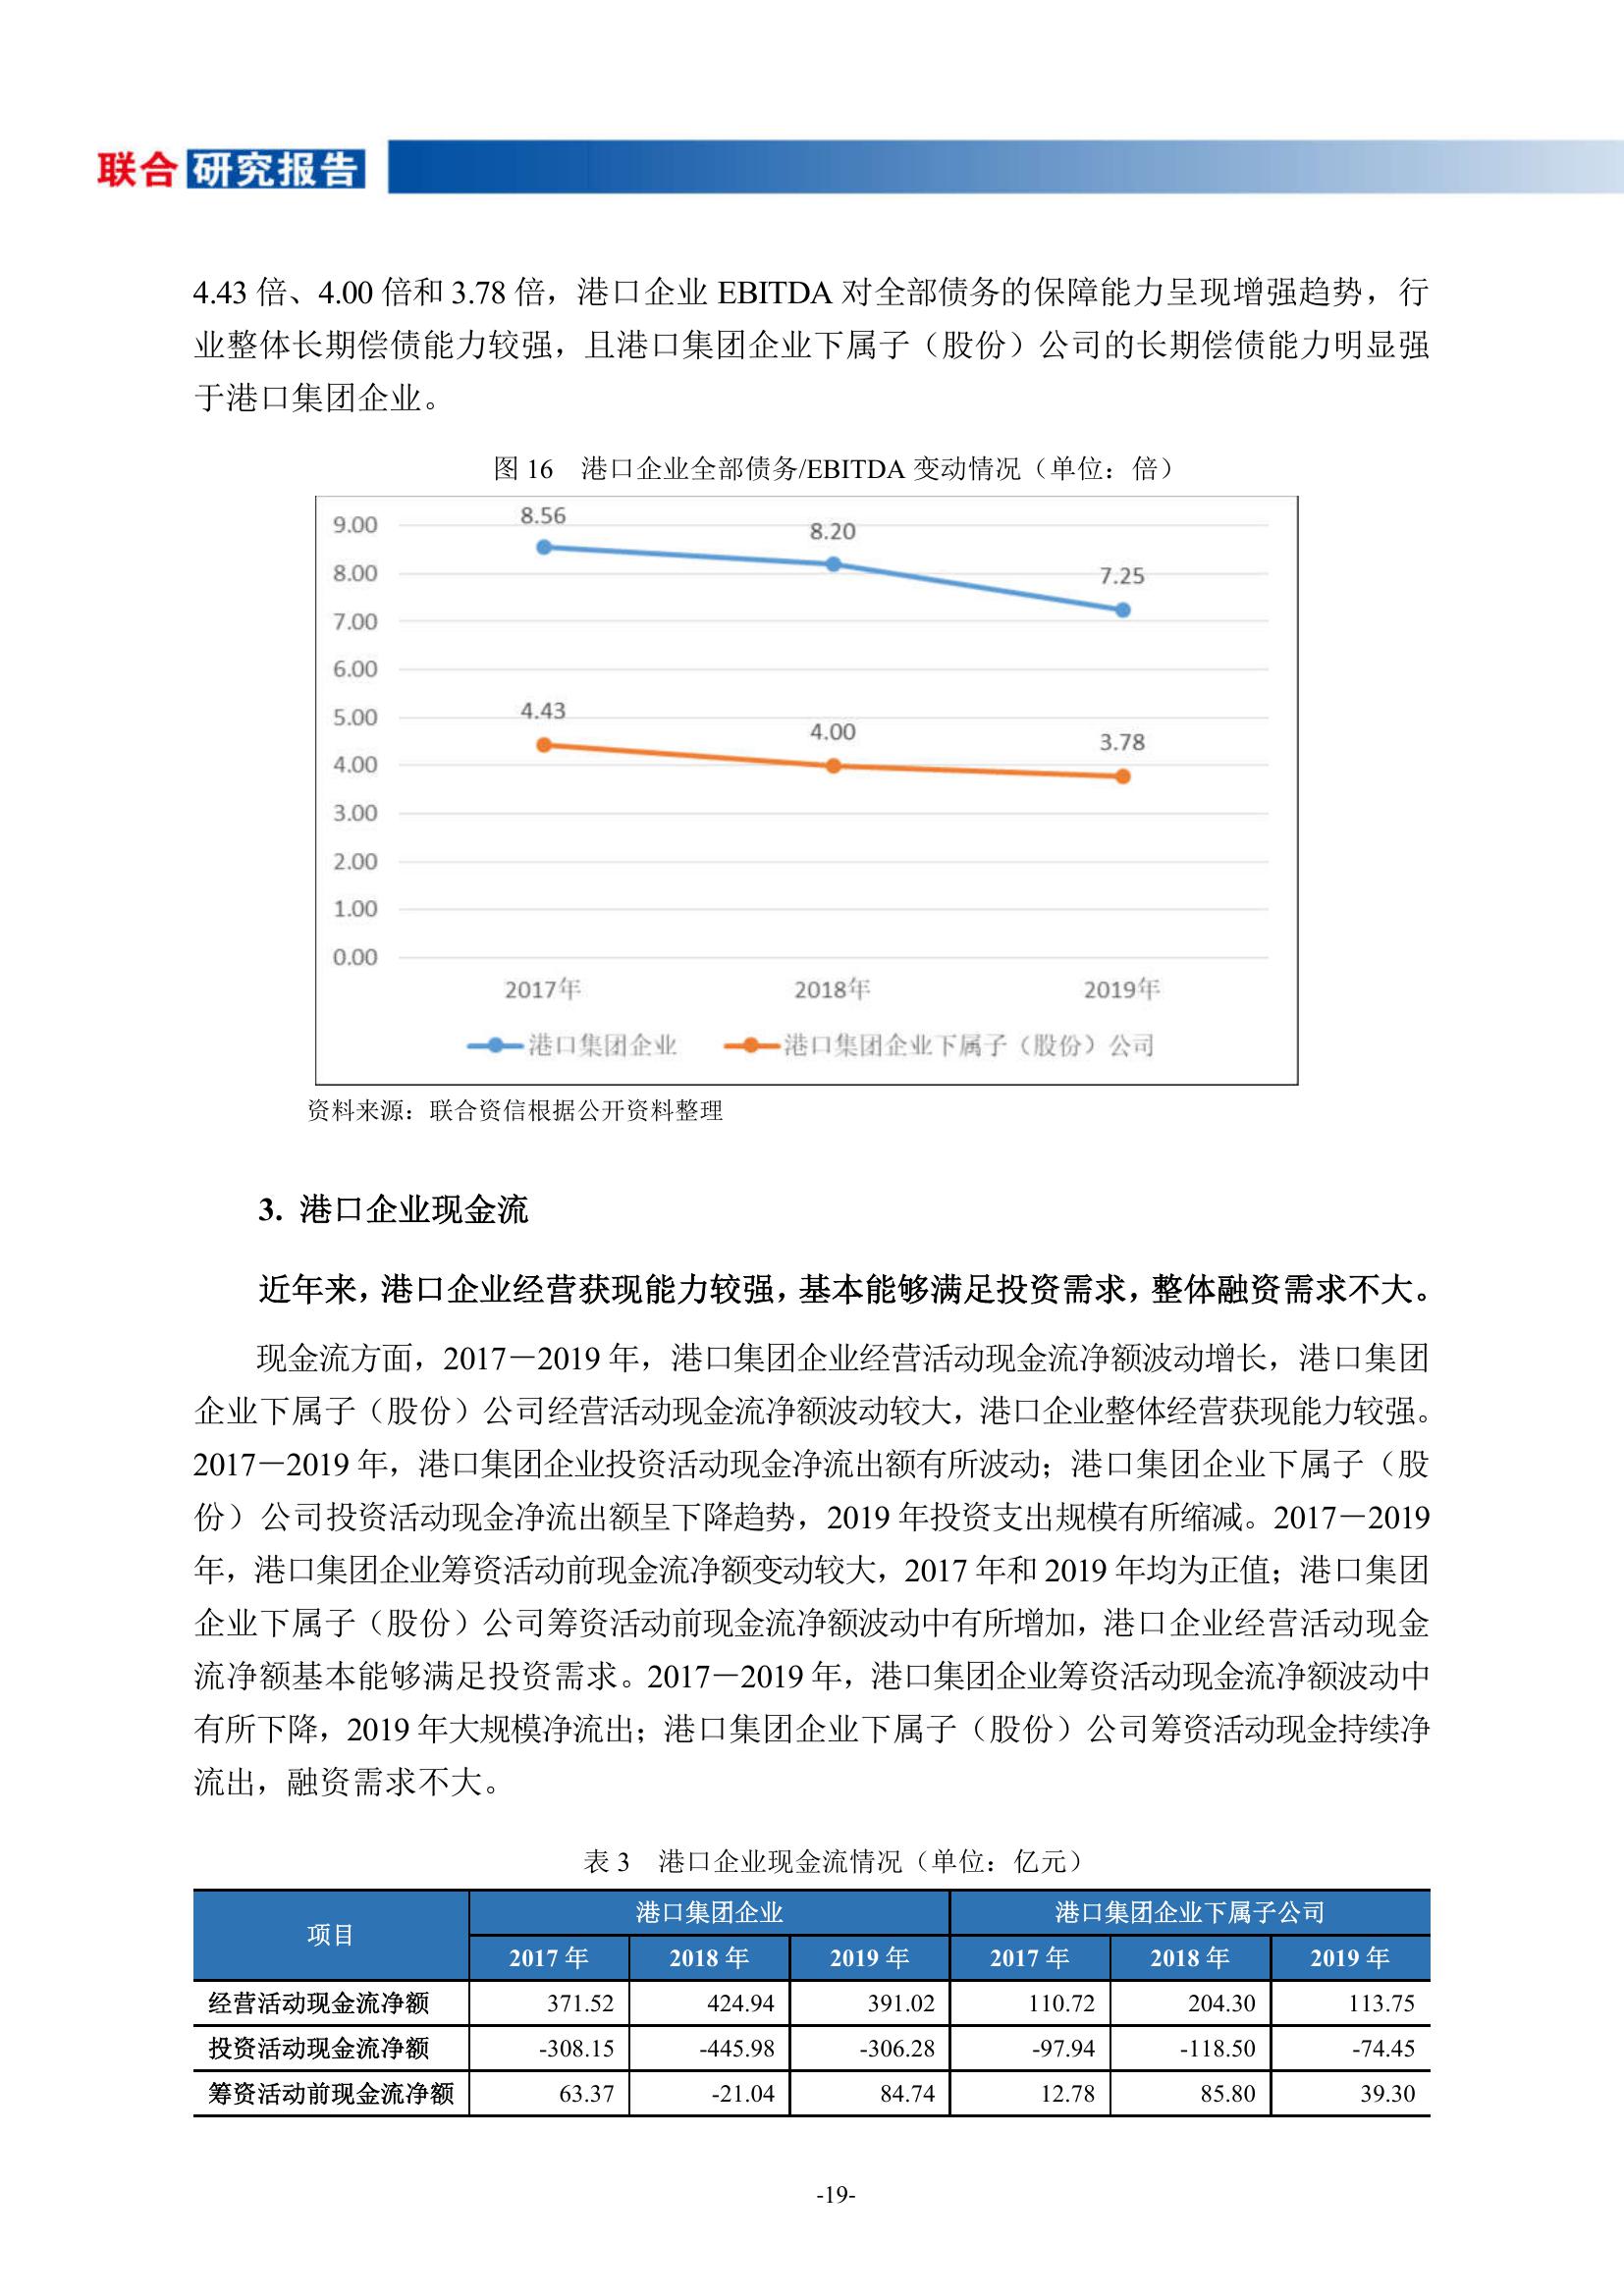 联合 研究报告
4.43 倍、4.00 倍和 3.78 倍，港口企业 EBITDA 对全部债务的保障能力呈现增强趋势，行
业整体长期偿债能力较强，且港口集团企业下属子（股份）公司的长期偿债能力明显强
于港口集团企业。
图 16 港口企业全部债务/EBITDA 变动情况（单位：倍）
9.00
8.00
7.00
6.00
5.00
4.00
3.00
2.00
1.00
0.00
8.56
8.20
7.25
4.43
4.00
3.78
2017年 2018年 2019年
港口集团企业 港口集团企业下属子（股份）公司
资料来源：联合资信根据公开资料整理
3. 港口企业现金流
近年来，港口企业经营获现能力较强，基本能够满足投资需求，整体融资需求不大。
现金流方面，2017－2019 年，港口集团企业经营活动现金流净额波动增长，港口集团
企业下属子（股份）公司经营活动现金流净额波动较大，港口企业整体经营获现能力较强。
2017－2019 年，港口集团企业投资活动现金净流出额有所波动；港口集团企业下属子（股
份）公司投资活动现金净流出额呈下降趋势，2019 年投资支出规模有所缩减。2017－2019
年，港口集团企业筹资活动前现金流净额变动较大，2017 年和 2019 年均为正值；港口集团
企业下属子（股份）公司筹资活动前现金流净额波动中有所增加，港口企业经营活动现金
流净额基本能够满足投资需求。2017－2019 年，港口集团企业筹资活动现金流净额波动中
有所下降，2019 年大规模净流出；港口集团企业下属子（股份）公司筹资活动现金持续净
流出，融资需求不大。
表 3 港口企业现金流情况（单位：亿元）
项目 港口集团企业 港口集团企业下属子公司
2017 年 2018 年 2019 年 2017 年 2018 年 2019 年
经营活动现金流净额 371.52 424.94 391.02 110.72 204.30 113.75
投资活动现金流净额 -308.15 -445.98 -306.28 -97.94 -118.50 -74.45
筹资活动前现金流净额 63.37 -21.04 84.74 12.78 85.80 39.30
-19-